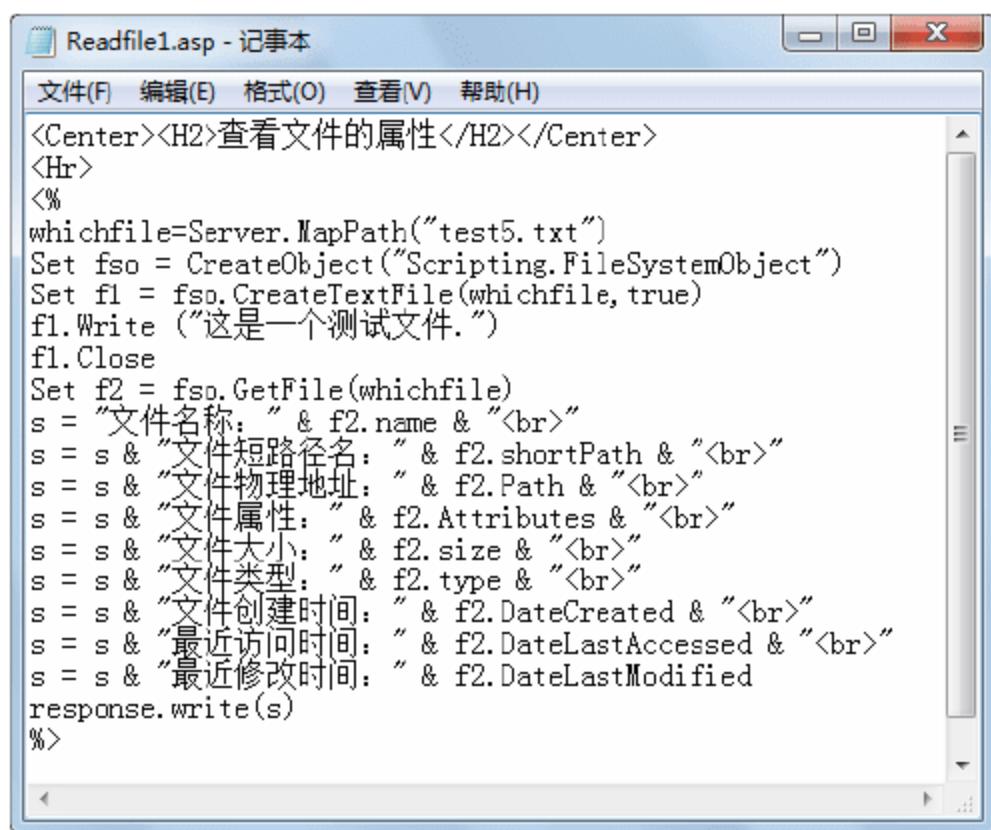 Readfile1.asp - 记事本
文件(F) 编辑(E) 格式(O) 查看(V) 帮助(H)
<Center><H2>查看文件的属性</H2></Center>
<Hr>
<%
whichfile=Server.MapPath("test5.txt")
Set fso = CreateObject("Scripting.FileSystemObject")
Set f1 = fso.CreateTextFile(whichfile,true)
f1.Write ("这是一个测试文件.")
f1.Close
Set f2 = fso.GetFile(whichfile)
s = "文件名称：" & f2.name & "<br>"
s = s & "文件短路径名：" & f2.shortPath & "<br>"
s = s & "文件物理地址：" & f2.Path & "<br>"
s = s & "文件属性：" & f2.Attributes & "<br>"
s = s & "文件大小：" & f2.size & "<br>"
s = s & "文件类型：" & f2.type & "<br>"
s = s & "文件创建时间：" & f2.DateCreated & "<br>"
s = s & "最近访问时间：" & f2.DateLastAccessed & "<br>"
s = s & "最近修改时间：" & f2.DateLastModified
response.write(s)
%>